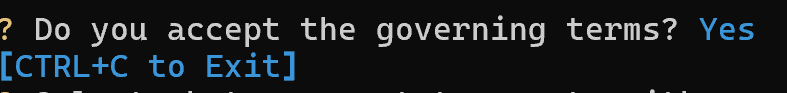 ? Do you accept the governing terms? Yes
[CTRL+C to Exit]